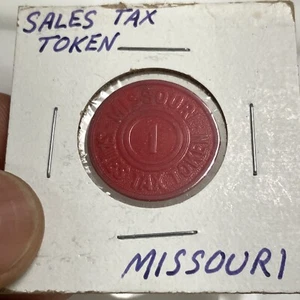 SALES TAX
TOKEN
MISSOURI
1
SALES TAX TOKEN
MISSOURI